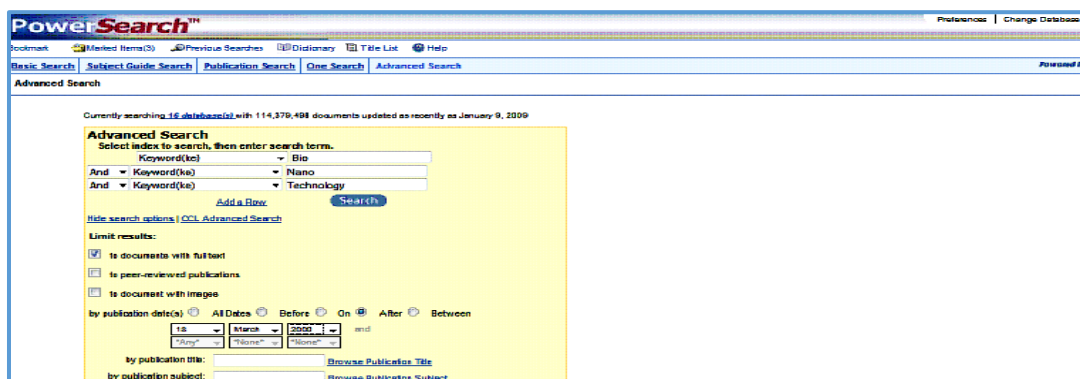 PowerSearch™
Preferences | Change Database
Bookmark Marked Items(3) Previous Searches Dictionary Title List Help
Basic Search | Subject Guide Search | Publication Search | One Search | Advanced Search Powered
Advanced Search
Currently searching 16 database(s) with 114,379,498 documents updated as recently as January 9, 2009
Advanced Search
Select index to search, then enter search term.
Keyword(ke) Bio
And Keyword(ke) Nano
And Keyword(ke) Technology
Add a Row Search
Hide search options | CCL Advanced Search
Limit results:
to documents with full text
to peer-reviewed publications
to document with images
by publication date(s) All Dates Before On After Between
18 March 2000 and
"Any" "None" "None"
by publication title: Browse Publication Title
by publication subject: Browse Publication Subject